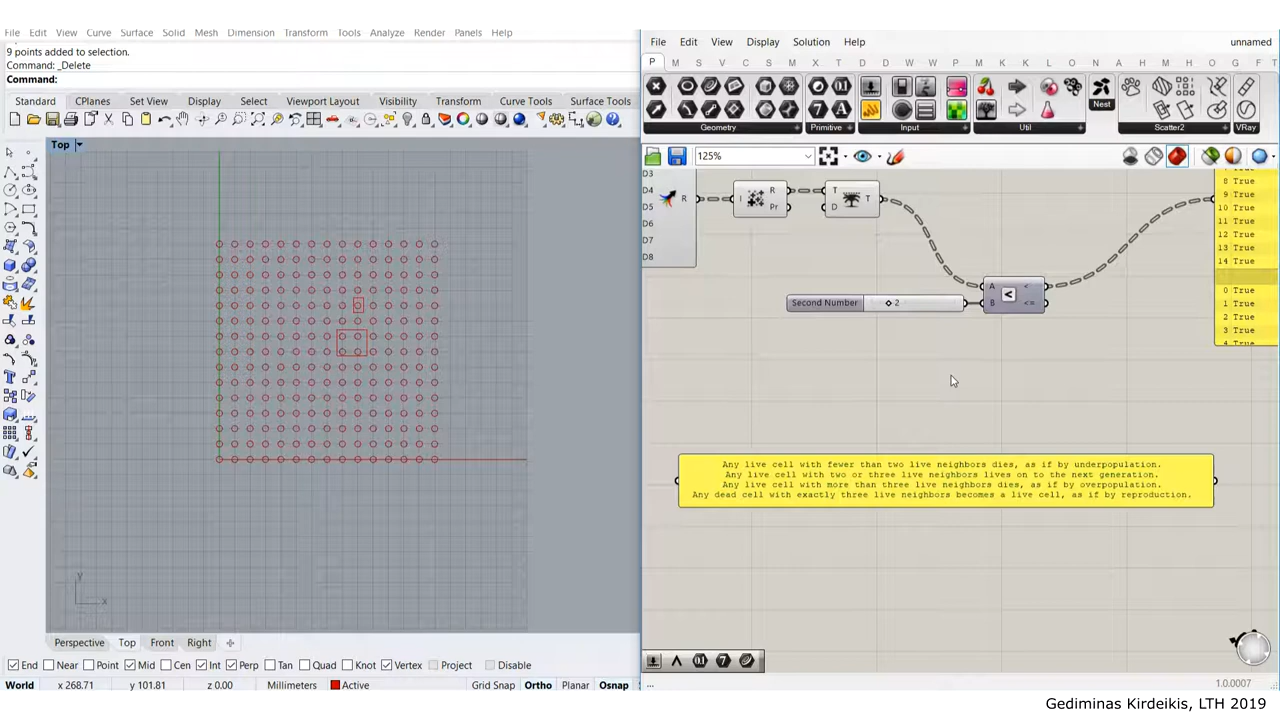 File Edit View Curve Surface Solid Mesh Dimension Transform Tools Analyze Render Panels Help
9 points added to selection.
Command: _Delete
Command:
Standard CPlanes Set View Display Select Viewport Layout Visibility Transform Curve Tools Surface Tools
Top
y
x
Perspective Top Front Right
End Near Point Mid Cen Int Perp Tan Quad Knot Vertex Project Disable
World x 268.71 y 101.81 z 0.00 Millimeters Active Grid Snap Ortho Planar Osnap
File Edit View Display Solution Help unnamed
P M S V C S M I X T D W W P M K K L O N E S G F T
Geometry Primitive Input Util Nest Scatter2 VRay
125%
D3
D4
D5
D6
D7
D8
R
I R Pr
T D T
Second Number 2
A B < <=
<
8 True
9 True
10 True
11 True
12 True
13 True
14 True
0 True
1 True
2 True
3 True
4 True
Any live cell with fewer than two live neighbors dies, as if by underpopulation.
Any live cell with two or three live neighbors lives on to the next generation.
Any live cell with more than three live neighbors dies, as if by overpopulation.
Any dead cell with exactly three live neighbors becomes a live cell, as if by reproduction.
...
1.0.0007
Gediminas Kirdeikis, LTH 2019